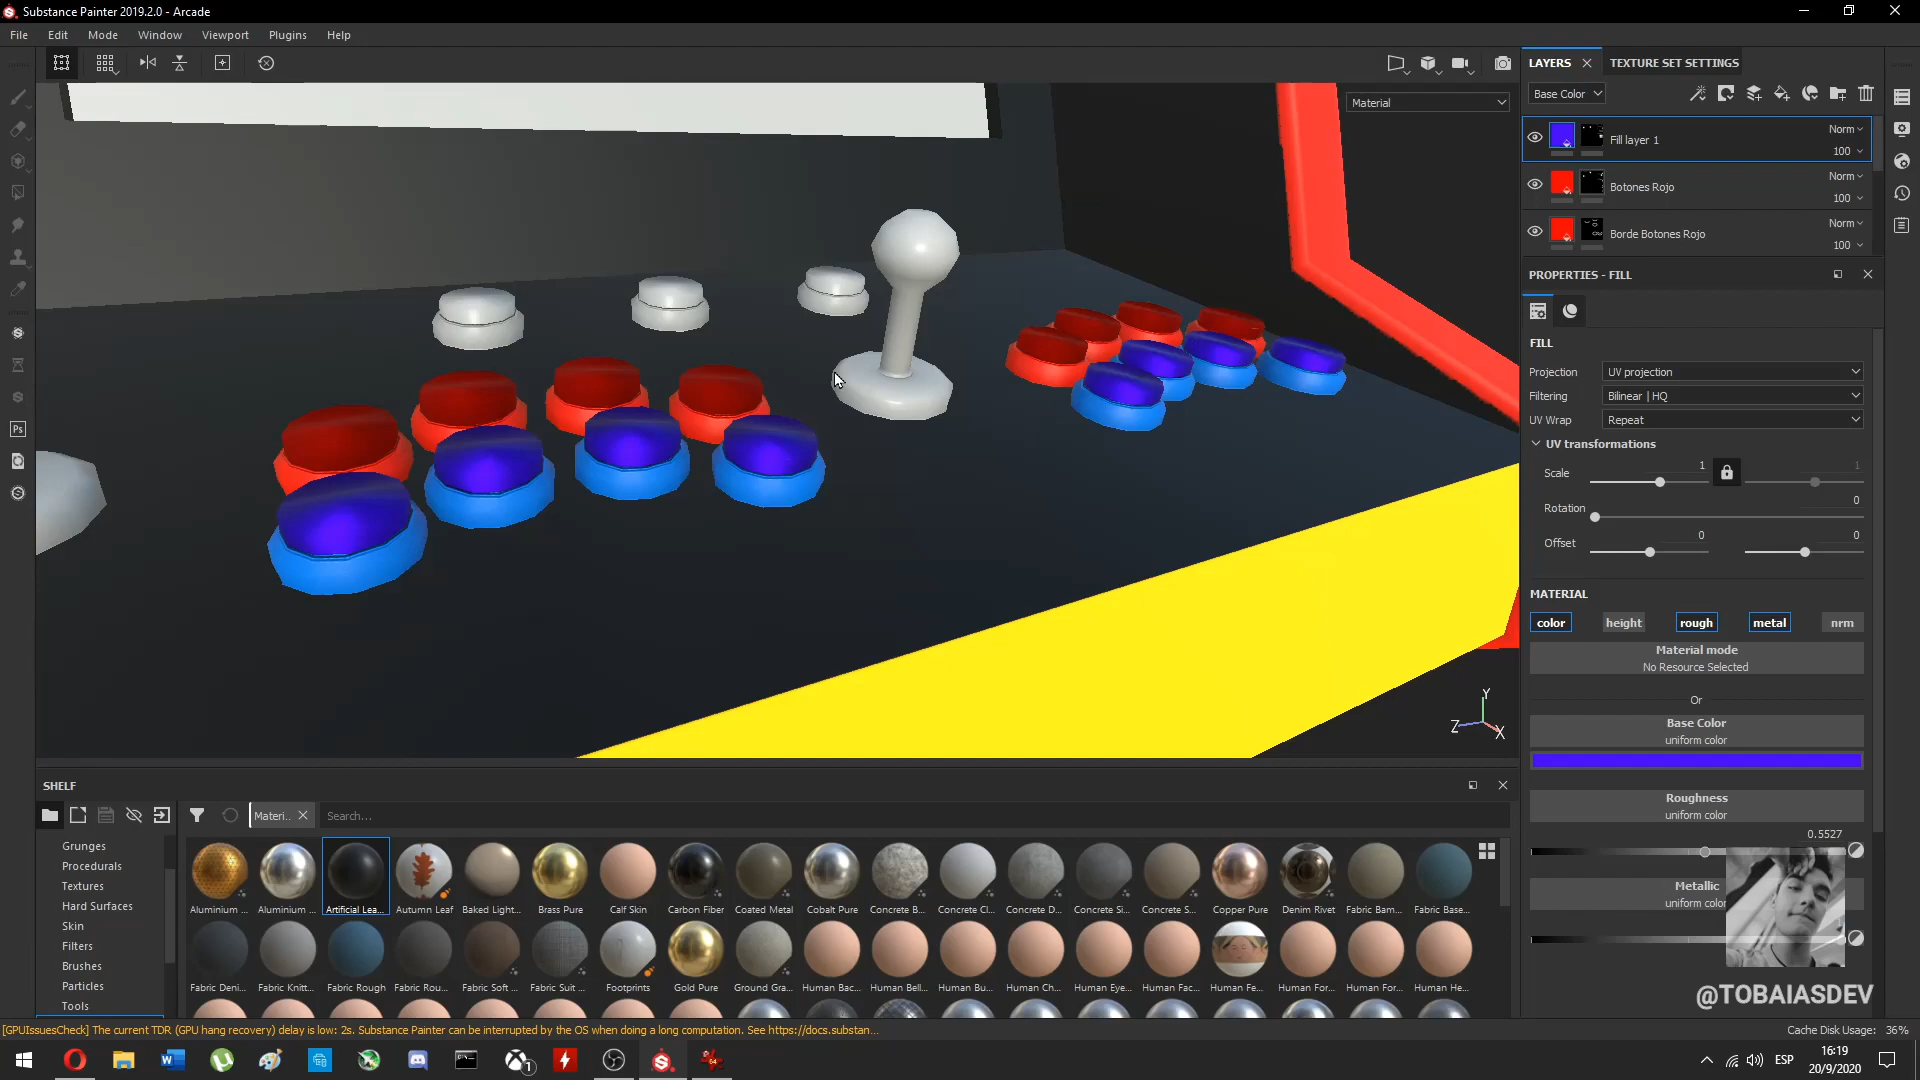 Substance Painter 2019.2.0 - Arcade
File Edit Mode Window Viewport Plugins Help
Material
LAYERS
TEXTURE SET SETTINGS
Base Color
Fill layer 1
Norm
100
Botones Rojo
Norm
100
Borde Botones Rojo
Norm
100
PROPERTIES - FILL
FILL
Projection UV projection
Filtering Bilinear | HQ
UV Wrap Repeat
UV transformations
Scale 1 1
Rotation 0
Offset 0 0
MATERIAL
color height rough metal nrm
Material mode
No Resource Selected
Or
Base Color
uniform color
Roughness
uniform color
0.5527
Metallic
uniform color
@TOBAIASDEV
Y
Z
X
SHELF
Materi..
Search...
Grunges
Procedurals
Textures
Hard Surfaces
Skin
Filters
Brushes
Particles
Tools
Aluminium ... Aluminium ... Artificial Lea... Autumn Leaf Baked Light... Brass Pure Calf Skin Carbon Fiber Coated Metal Cobalt Pure Concrete B... Concrete Cl... Concrete D... Concrete Si... Concrete S... Copper Pure Denim Rivet Fabric Bam... Fabric Base...
Fabric Deni... Fabric Knitt... Fabric Rough Fabric Rou... Fabric Soft ... Fabric Suit ... Footprints Gold Pure Ground Gra... Human Bac... Human Bell... Human Bu... Human Ch... Human Eye... Human Fac... Human Fe... Human For... Human For... Human He...
[GPUIssuesCheck] The current TDR (GPU hang recovery) delay is low: 2s. Substance Painter can be interrupted by the OS when doing a long computation. See https://docs.substan...
Cache Disk Usage: 36%
Ps
ESP
16:19
20/9/2020